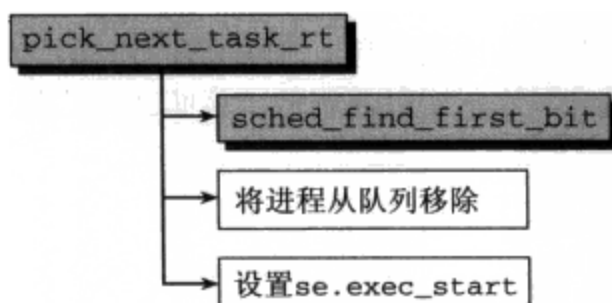 pick_next_task_rt
sched_find_first_bit
将进程从队列移除
设置se.exec_start